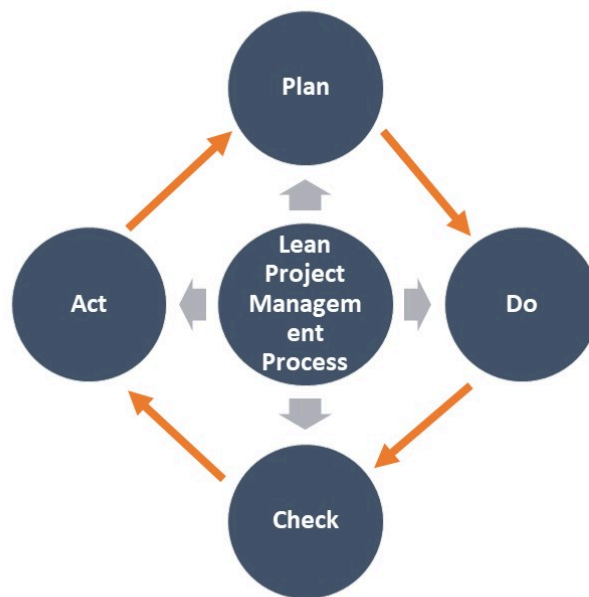 Plan
Lean
Project
Managem
ent
Process
Act
Do
Check